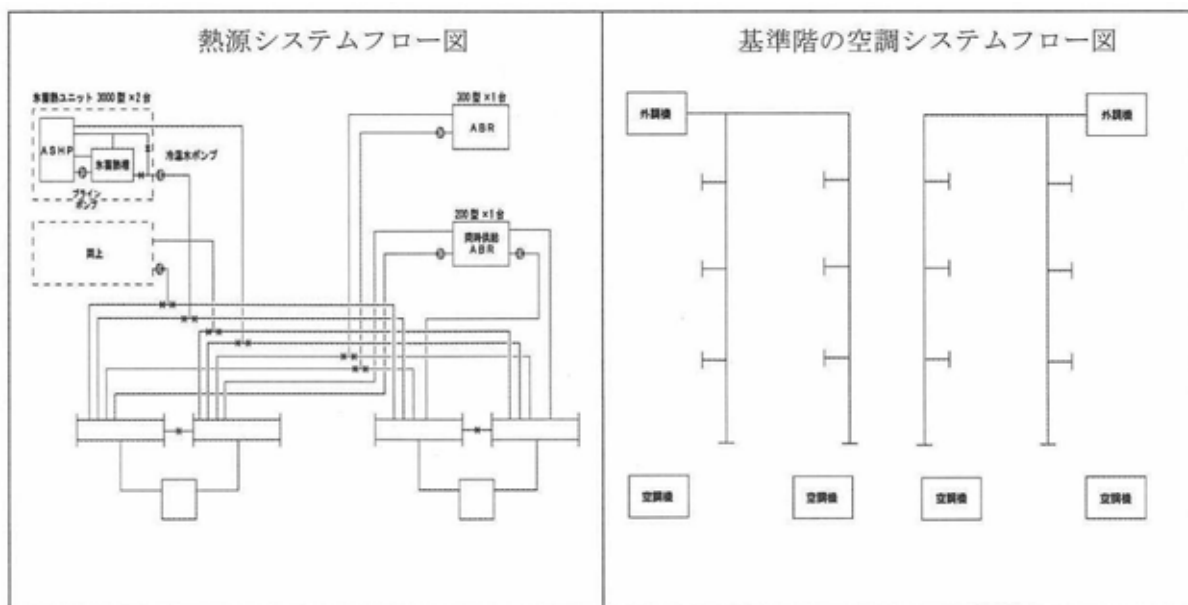 熱源システムフロー図
氷蓄熱ユニット 3000型×2台
ASHP
氷蓄熱槽
冷温水ポンプ
ブライン
ポンプ
同上
300型×1台
ABR
200型×1台
同時供給
ABR
基準階の空調システムフロー図
外調機
外調機
空調機
空調機
空調機
空調機